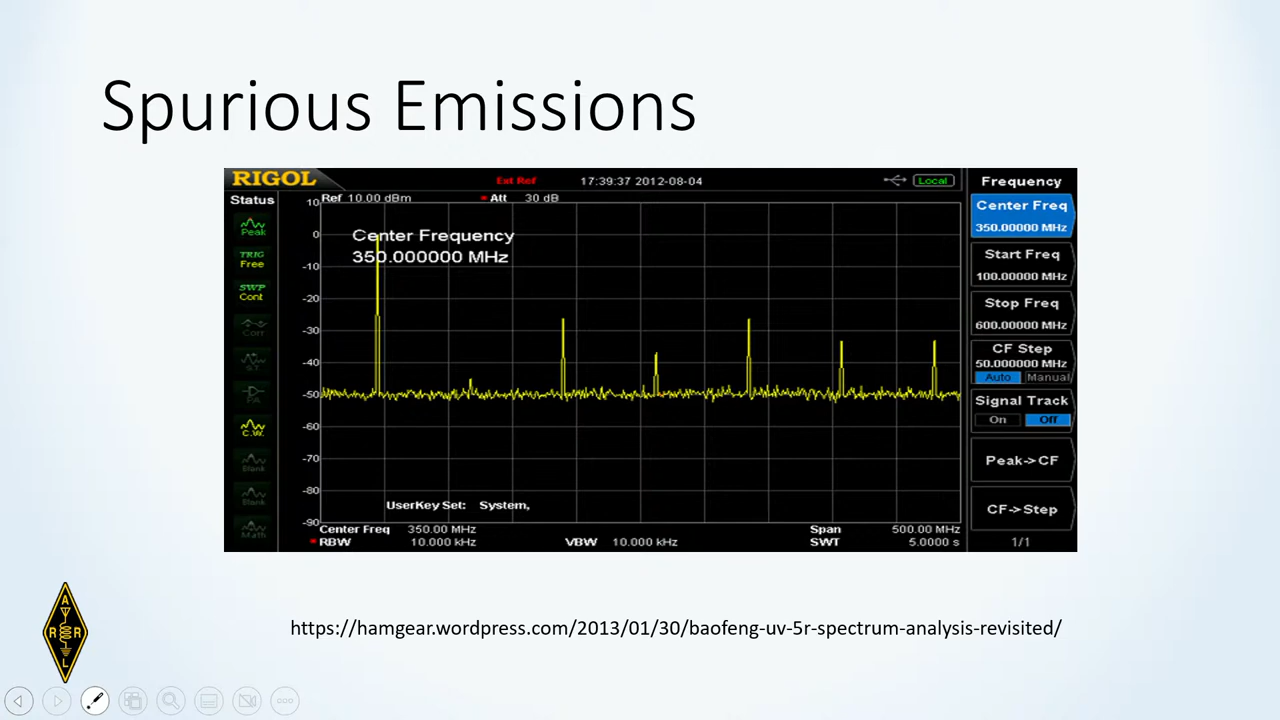 Spurious Emissions
RIGOL
Ext Ref
17:39:37 2012-08-04
Local
Frequency
Status
Ref 10.00 dBm
Att 30 dB
Center Freq
350.00000 MHz
Peak
10
0
-10
-20
-30
-40
-50
-60
-70
-80
-90
Center Frequency
350.000000 MHz
TRIG
Free
Start Freq
100.00000 MHz
SWP
Cont
Stop Freq
600.00000 MHz
Corr
CF Step
50.000000 MHz
Auto Manual
P.A.
Signal Track
On Off
C.W.
Blank
Peak->CF
Blank
UserKey Set: System,
CF->Step
Math
Center Freq 350.00 MHz
Span 500.00 MHz
RBW 10.000 kHz
VBW 10.000 kHz
SWT 5.0000 s
1/1
A
R R
L
https://hamgear.wordpress.com/2013/01/30/baofeng-uv-5r-spectrum-analysis-revisited/